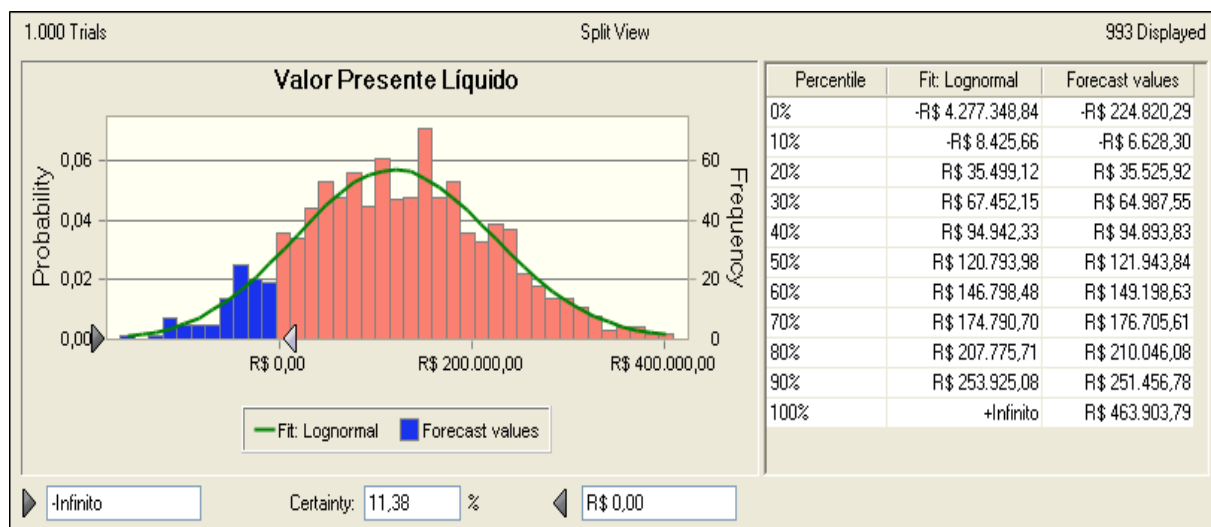 1.000 Trials
Split View
993 Displayed
Valor Presente Líquido
Probability
0,06
0,04
0,02
0,00
60
40
20
0
Frequency
R$ 0,00
R$ 200.000,00
R$ 400.000,00
Fit: Lognormal
Forecast values
Percentile Fit: Lognormal Forecast values
0% -R$ 4.277.348,84 -R$ 224.820,29
10% -R$ 8.425,66 -R$ 6.628,30
20% R$ 35.499,12 R$ 35.525,92
30% R$ 67.452,15 R$ 64.987,55
40% R$ 94.942,33 R$ 94.893,83
50% R$ 120.793,98 R$ 121.943,84
60% R$ 146.798,48 R$ 149.198,63
70% R$ 174.790,70 R$ 176.705,61
80% R$ 207.775,71 R$ 210.046,08
90% R$ 253.925,08 R$ 251.456,78
100% +Infinito R$ 463.903,79
-Infinito
Certainty: 11,38 %
R$ 0,00